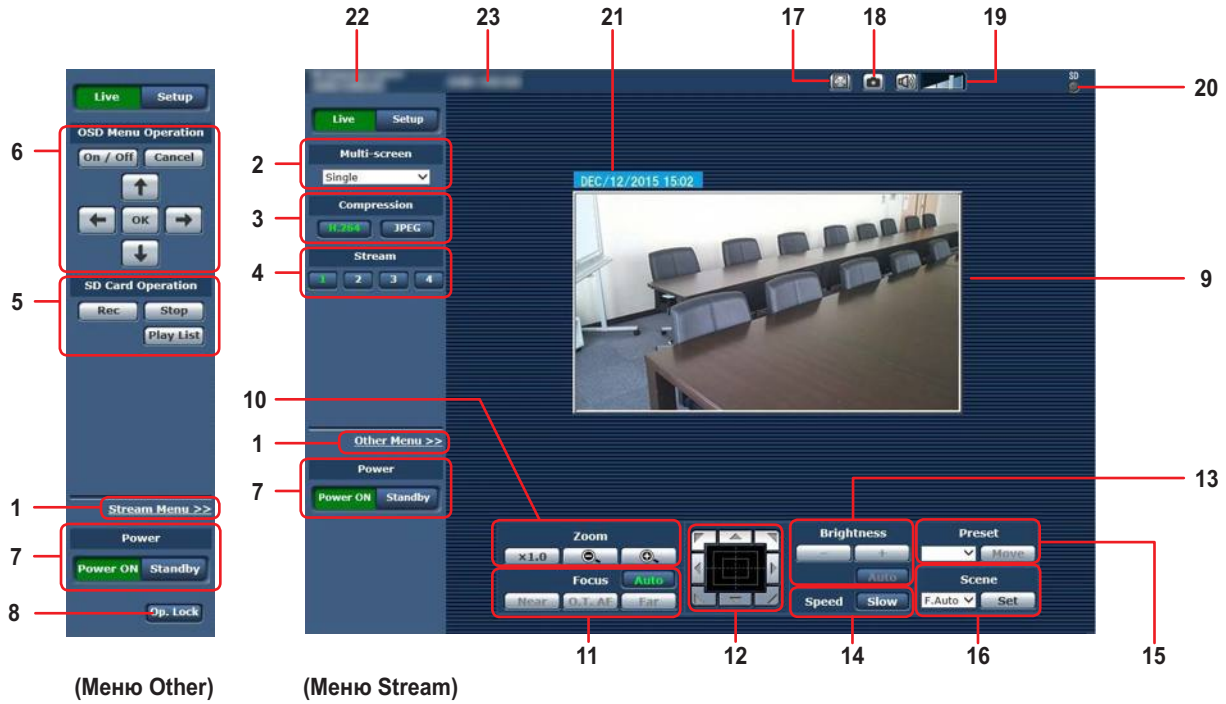 22 23 21 17 18 19
20
Live Setup
6
OSD Menu Operation
On / Off Cancel
OK
5
SD Card Operation
Rec Stop
Play List
1
Stream Menu >>
7
Power
Power ON Standby
8
Op. Lock
(Меню Other)
SD
Live Setup
2
Multi-screen
Single
3
Compression
H.264 JPEG
4
Stream
1 2 3 4
DEC/12/2015 15:02
9
10
1
Other Menu >>
7
Power
Power ON Standby
13
Zoom
×1.0
Focus Auto
Near O.T. AF Far
Brightness
- +
Auto
Speed Slow
Preset
Move
Scene
F.Auto Set
11 12 14 16 15
(Меню Stream)